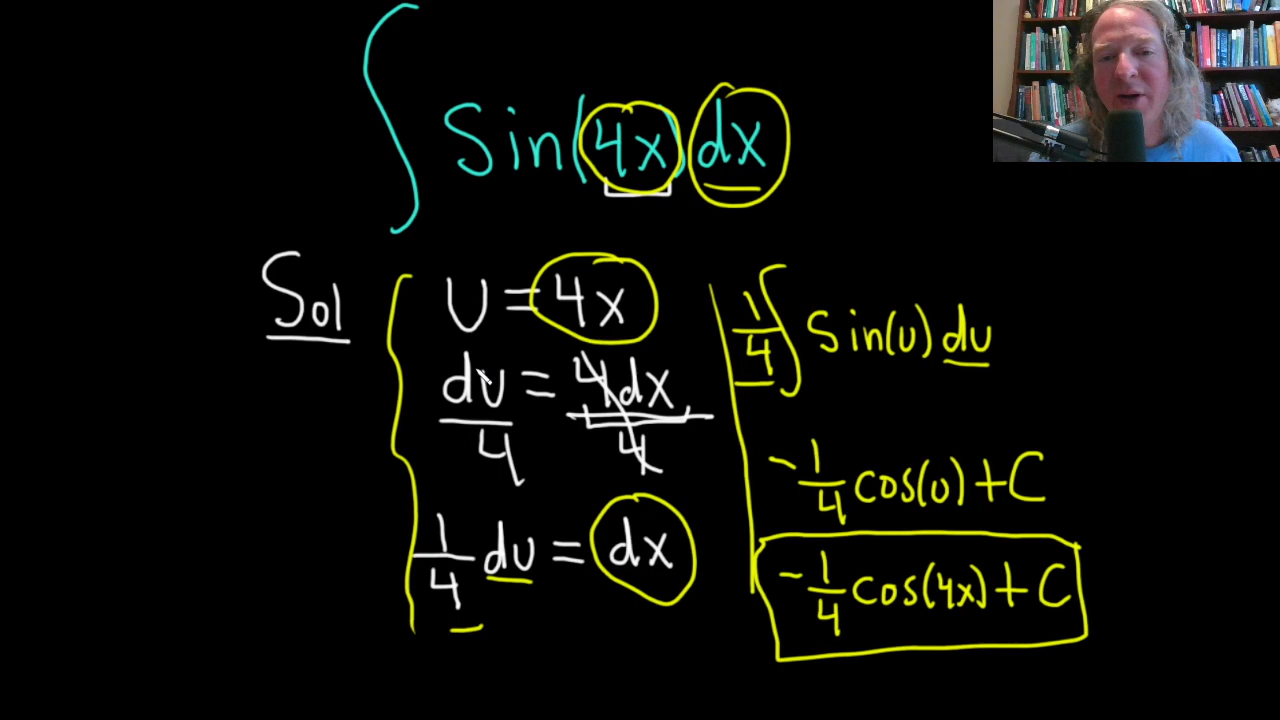 ∫ Sin(4x) dx
Sol
U = 4x
du/4 = 4dx/4
1/4 du = dx
1/4 ∫ Sin(u) du
-1/4 cos(u) + C
-1/4 cos(4x) + C